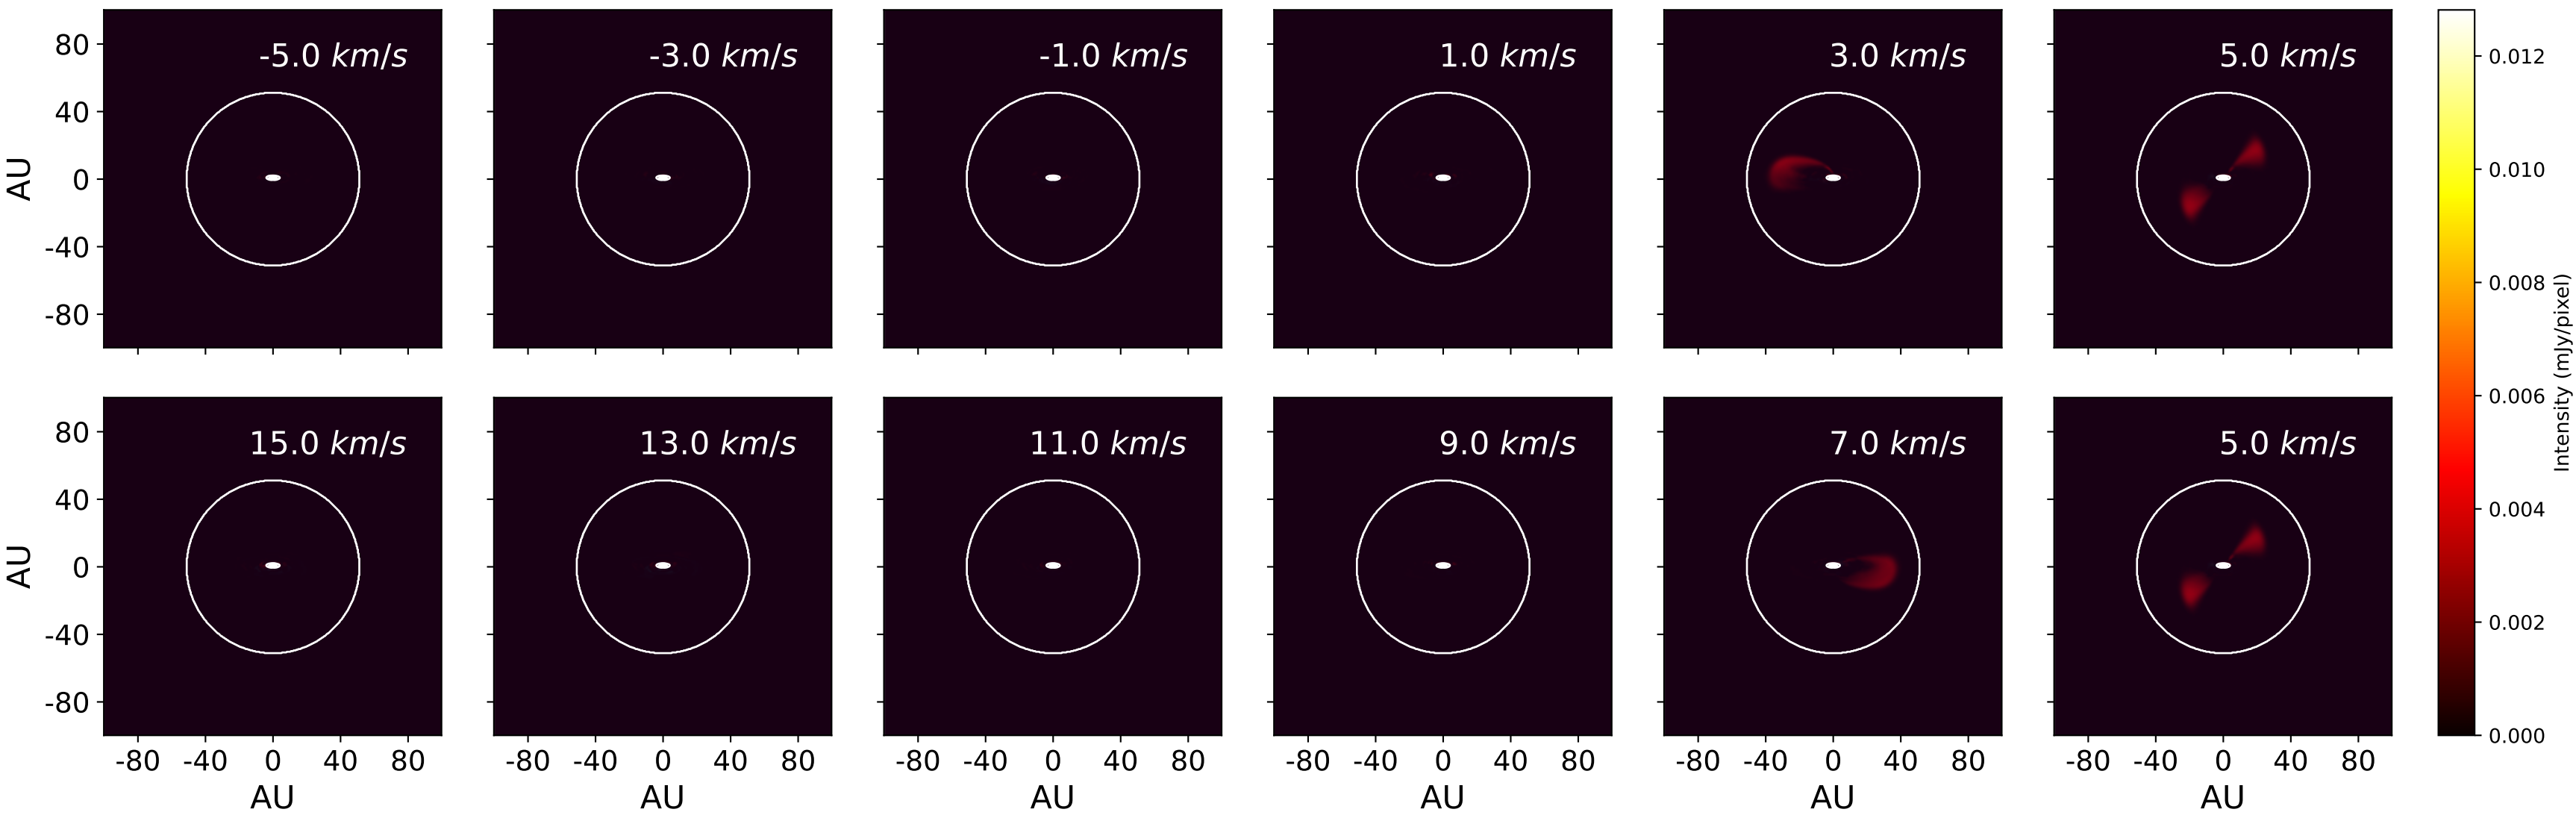 -5.0 km/s
-3.0 km/s
-1.0 km/s
1.0 km/s
3.0 km/s
5.0 km/s
80
40
0
-40
-80
AU
15.0 km/s
13.0 km/s
11.0 km/s
9.0 km/s
7.0 km/s
5.0 km/s
80
40
0
-40
-80
AU
-80 -40 0 40 80
-80 -40 0 40 80
-80 -40 0 40 80
-80 -40 0 40 80
-80 -40 0 40 80
-80 -40 0 40 80
AU
AU
AU
AU
AU
AU
0.012
0.010
0.008
0.006
0.004
0.002
0.000
Intensity (mJy/pixel)